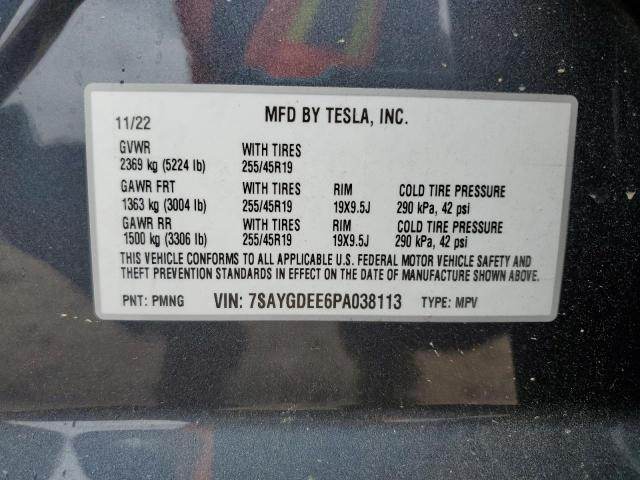 11/22 MFD BY TESLA, INC.
GVWR WITH TIRES
2369 kg (5224 lb) 255/45R19
GAWR FRT WITH TIRES RIM COLD TIRE PRESSURE
1363 kg (3004 lb) 255/45R19 19X9.5J 290 kPa, 42 psi
GAWR RR WITH TIRES RIM COLD TIRE PRESSURE
1500 kg (3306 lb) 255/45R19 19X9.5J 290 kPa, 42 psi
THIS VEHICLE CONFORMS TO ALL APPLICABLE U.S. FEDERAL MOTOR VEHICLE SAFETY AND
THEFT PREVENTION STANDARDS IN EFFECT ON THE DATE OF MANUFACTURE SHOWN ABOVE.
PNT: PMNG VIN: 7SAYGDEE6PA038113 TYPE: MPV